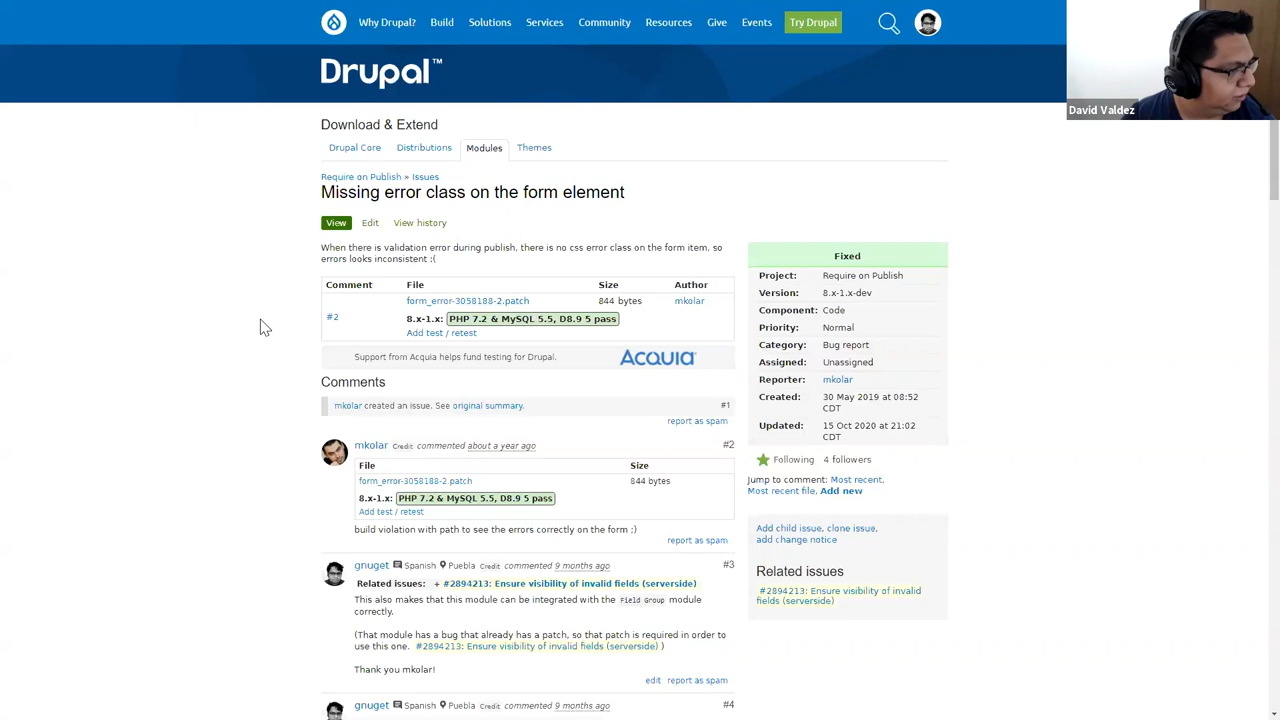 Why Drupal? Build Solutions Services Community Resources Give Events Try Drupal
David Valdez
Drupal™
Download & Extend
Drupal Core Distributions Modules Themes
Require on Publish » Issues
Missing error class on the form element
View Edit View history
When there is validation error during publish, there is no css error class on the form item, so
errors looks inconsistent :(
Comment File Size Author
#2 form_error-3058188-2.patch 844 bytes mkolar
8.x-1.x: PHP 7.2 & MySQL 5.5, D8.9 5 pass
Add test / retest
Support from Acquia helps fund testing for Drupal. ACQUIA
Comments
mkolar created an issue. See original summary. #1
report as spam
mkolar Credit commented about a year ago #2
File Size
form_error-3058188-2.patch 844 bytes
8.x-1.x: PHP 7.2 & MySQL 5.5, D8.9 5 pass
Add test / retest
build violation with path to see the errors correctly on the form ;)
report as spam
gnuget Spanish Puebla Credit commented 9 months ago #3
Related issues: + #2894213: Ensure visibility of invalid fields (serverside)
This also makes that this module can be integrated with the Field Group module
correctly.
(That module has a bug that already has a patch, so that patch is required in order to
use this one. #2894213: Ensure visibility of invalid fields (serverside) )
Thank you mkolar!
edit report as spam
gnuget Spanish Puebla Credit commented 9 months ago #4
Fixed
Project: Require on Publish
Version: 8.x-1.x-dev
Component: Code
Priority: Normal
Category: Bug report
Assigned: Unassigned
Reporter: mkolar
Created: 30 May 2019 at 08:52
CDT
Updated: 15 Oct 2020 at 21:02
CDT
Following 4 followers
Jump to comment: Most recent,
Most recent file, Add new
Add child issue, clone issue,
add change notice
Related issues
#2894213: Ensure visibility of invalid
fields (serverside)